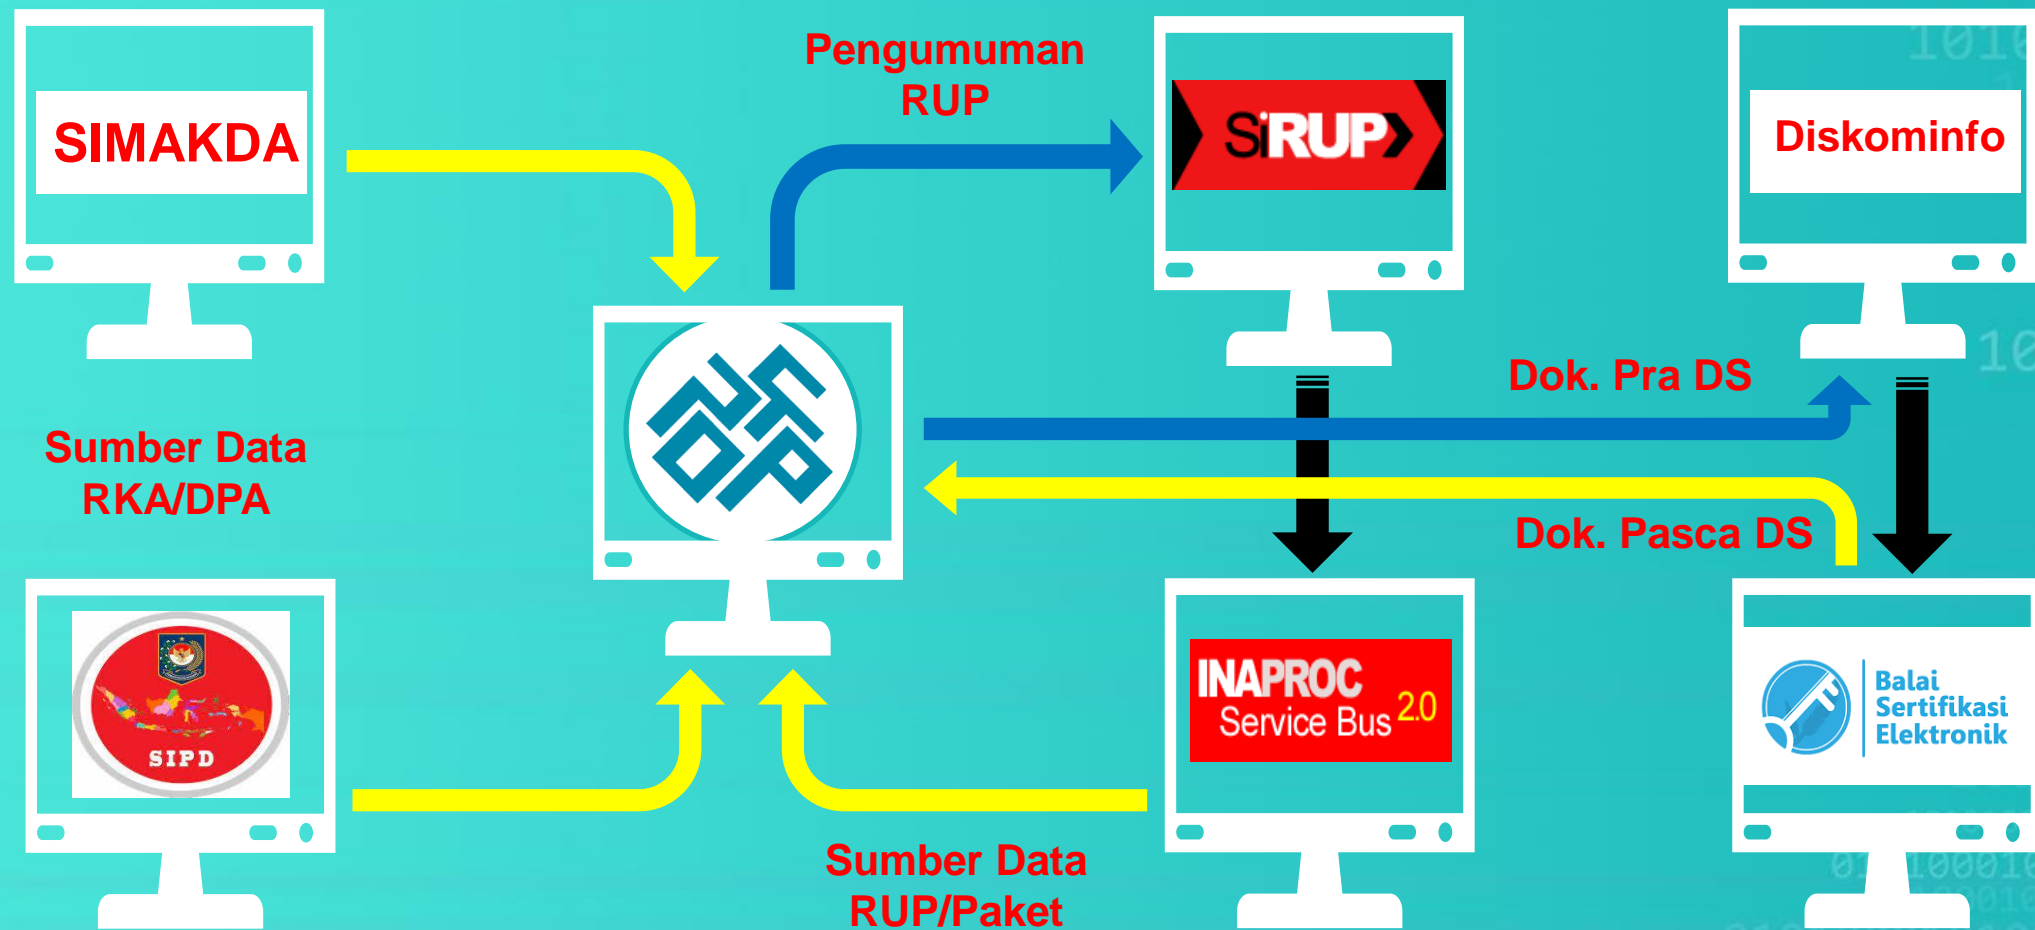 SIMAKDA
Pengumuman
RUP
SiRUP
Diskominfo
Sumber Data
RKA/DPA
Dok. Pra DS
Dok. Pasca DS
SIPD
INAPROC
Service Bus 2.0
Balai
Sertifikasi
Elektronik
Sumber Data
RUP/Paket